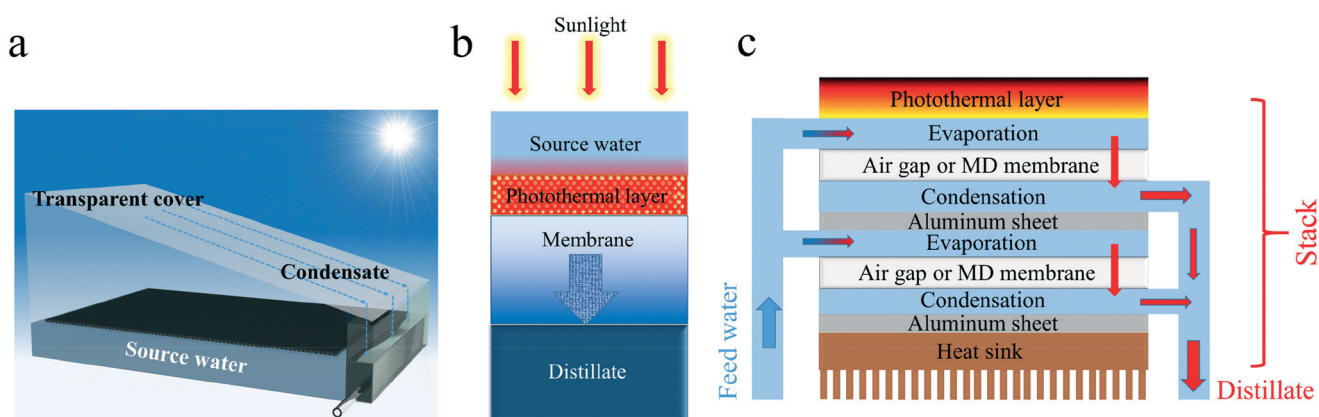 a
Transparent cover
Condensate
Source water
b
Sunlight
Source water
Photothermal layer
Membrane
Distillate
c
Photothermal layer
Evaporation
Air gap or MD membrane
Condensation
Aluminum sheet
Evaporation
Air gap or MD membrane
Condensation
Aluminum sheet
Heat sink
Feed water
Stack
Distillate